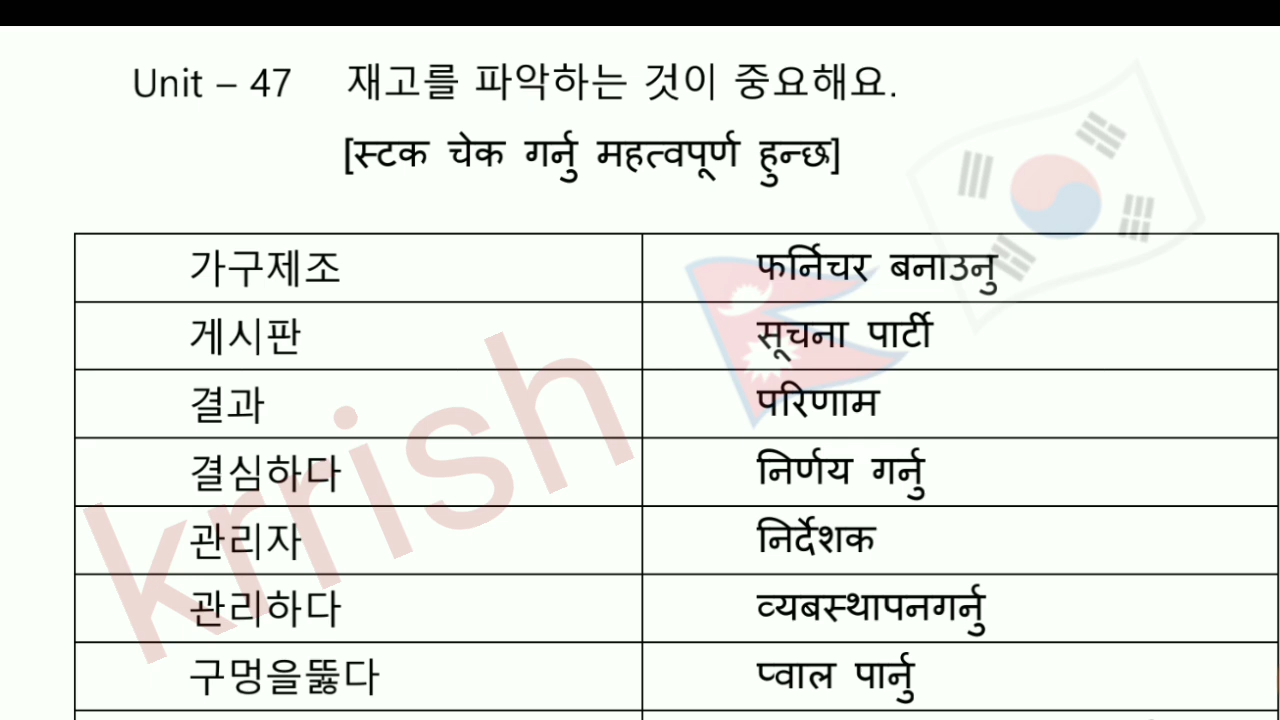 Unit – 47 재고를 파악하는 것이 중요해요.
[स्टक चेक गर्नु महत्वपूर्ण हुन्छ]
가구제조 फर्निचर बनाउनु
게시판 सूचना पार्टी
결과 परिणाम
결심하다 निर्णय गर्नु
관리자 निर्देशक
관리하다 व्यबस्थापनगर्नु
구멍을뚫다 प्वाल पार्नु
krrish